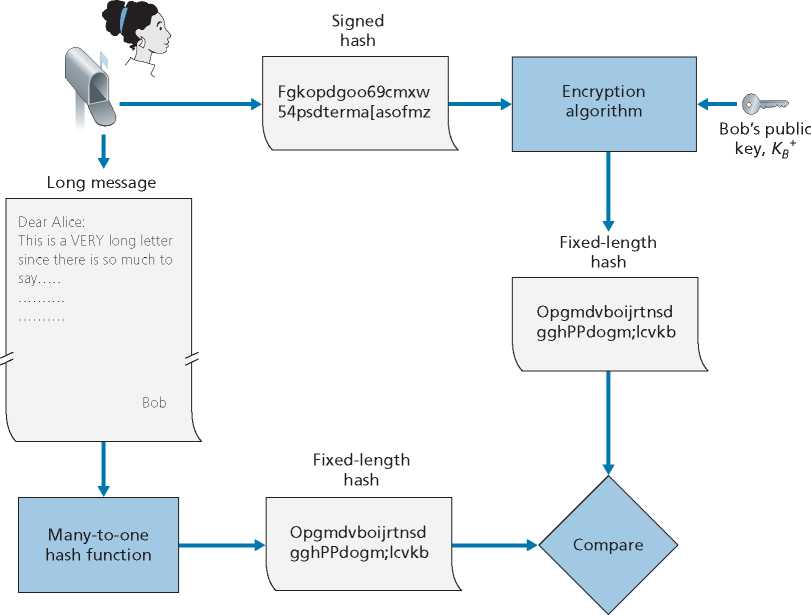 Signed
hash
Fgkopdgoo69cmxw
54psdterma[asofmz
Encryption
algorithm
Bob's public
key, K_B^+
Long message
Dear Alice:
This is a VERY long letter
since there is so much to
say.....
..........
..........
Bob
Fixed-length
hash
Opgmdvboijrtnsd
gghPPdogm;lcvkb
Many-to-one
hash function
Fixed-length
hash
Opgmdvboijrtnsd
gghPPdogm;lcvkb
Compare